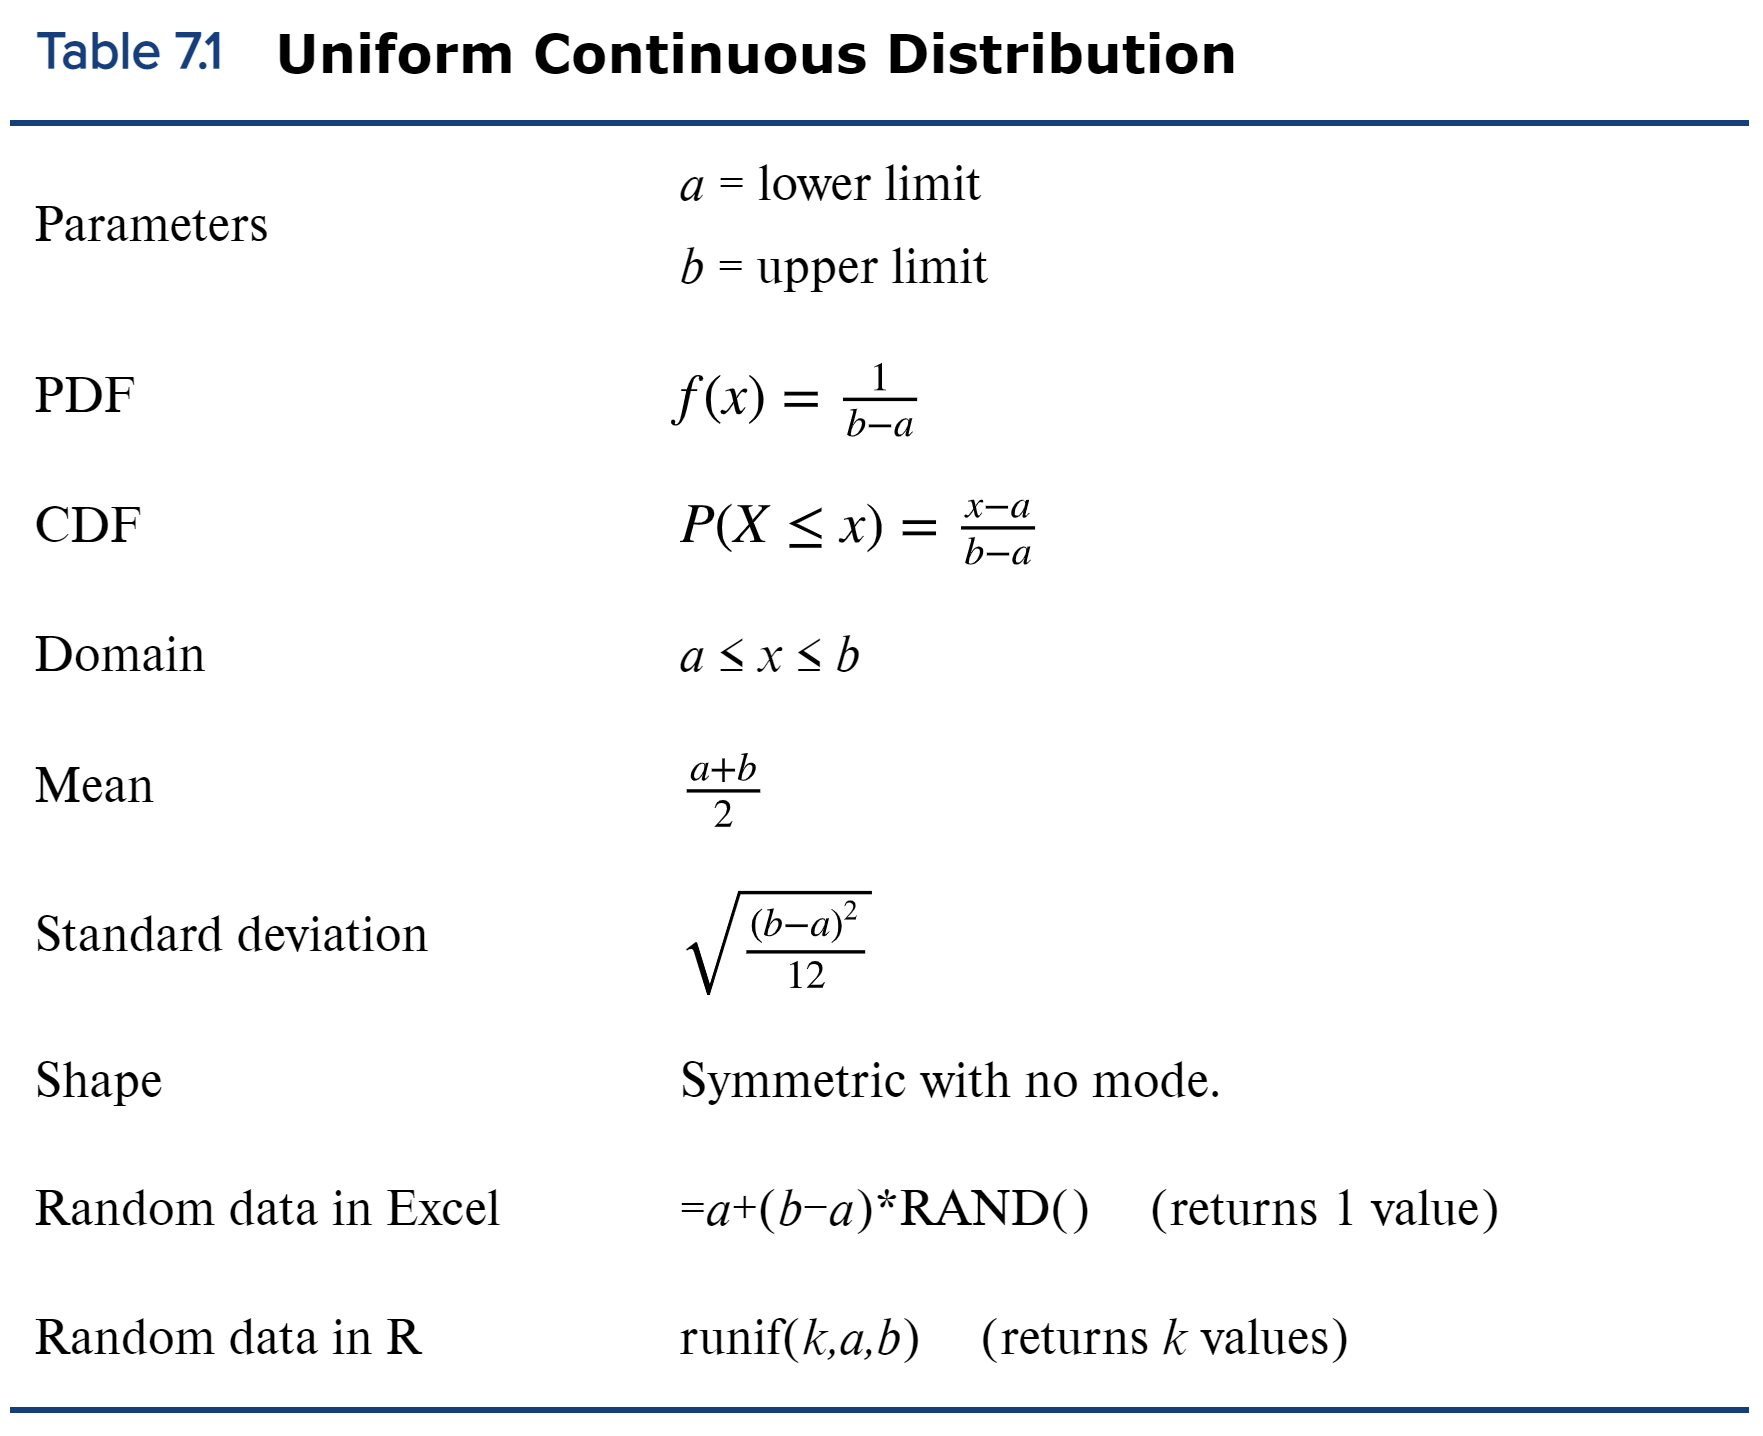 Table 7.1 Uniform Continuous Distribution
Parameters
a = lower limit
b = upper limit
PDF f(x) = 1/(b−a)
CDF P(X ≤ x) = (x−a)/(b−a)
Domain a ≤ x ≤ b
Mean (a+b)/2
Standard deviation √((b−a)²/12)
Shape Symmetric with no mode.
Random data in Excel =a+(b−a)*RAND() (returns 1 value)
Random data in R runif(k,a,b) (returns k values)